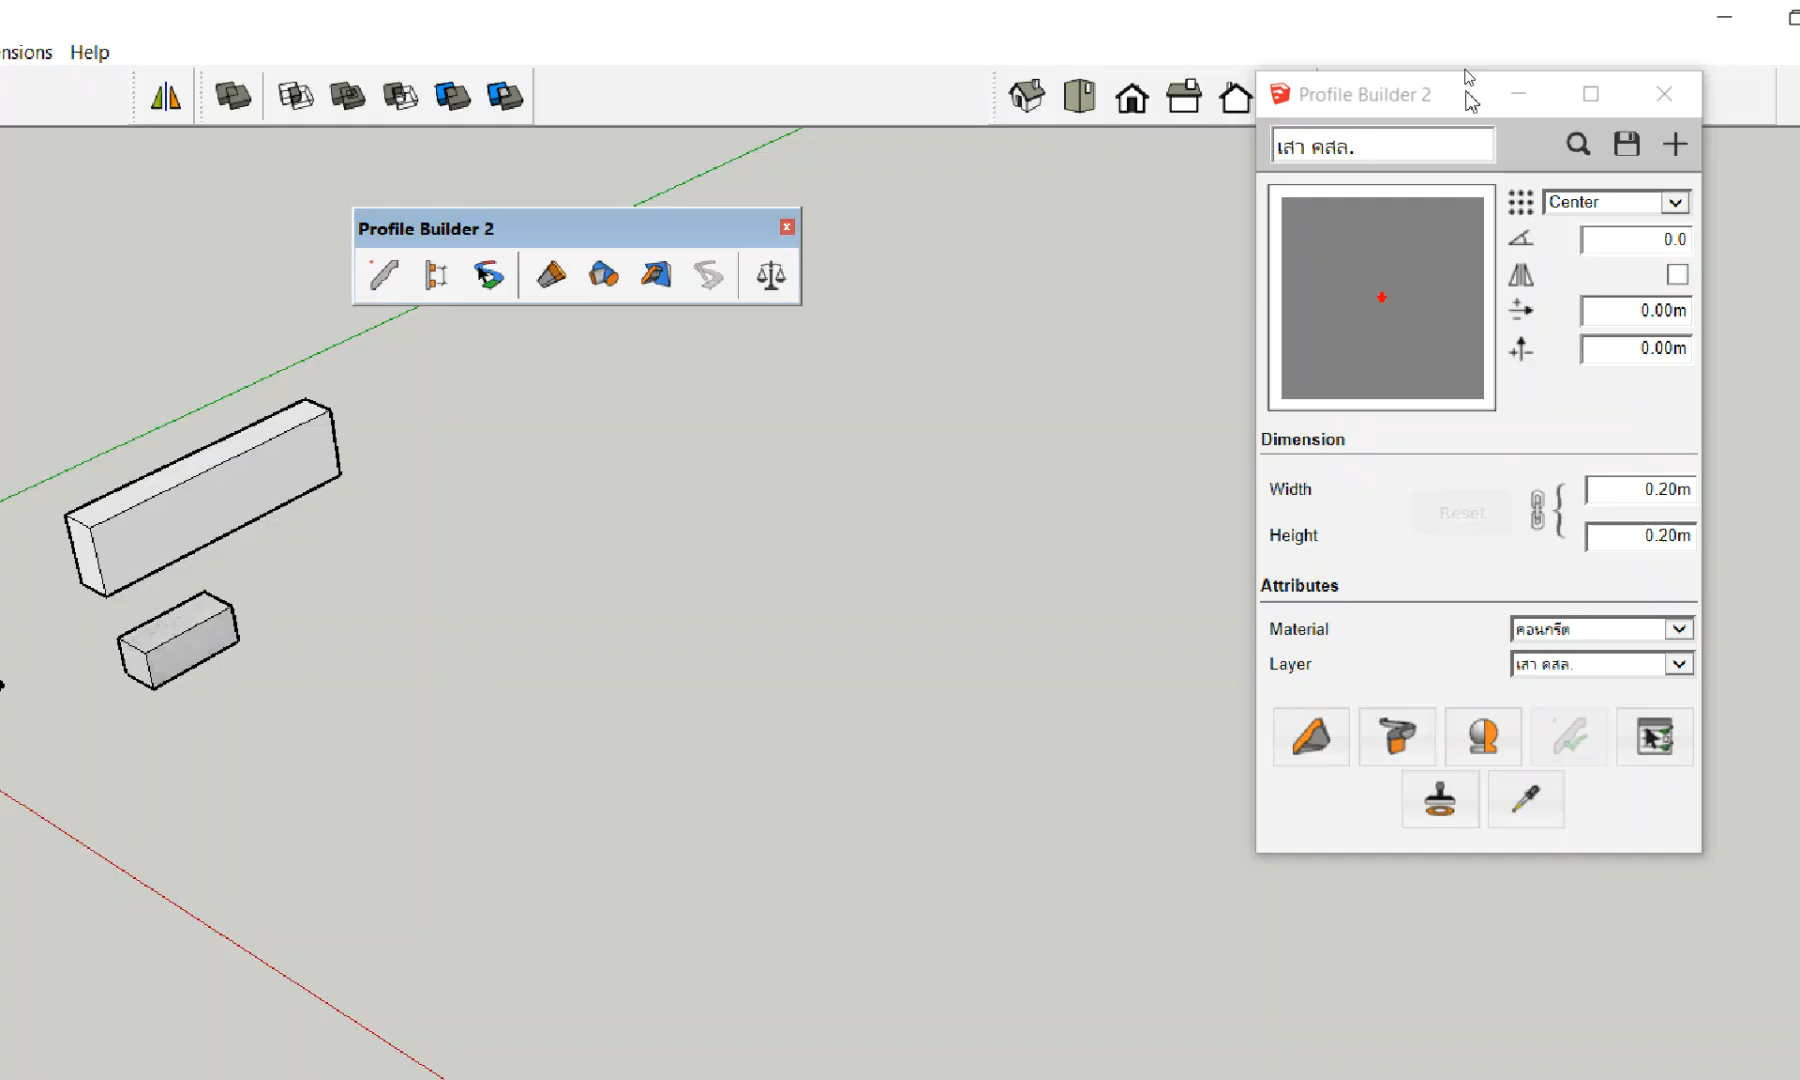 nsions Help
Profile Builder 2
Profile Builder 2
เสา คสล.
Center
0.0
0.00m
0.00m
Dimension
Width 0.20m
Reset
Height 0.20m
Attributes
Material คอนกรีต
Layer เสา คสล.